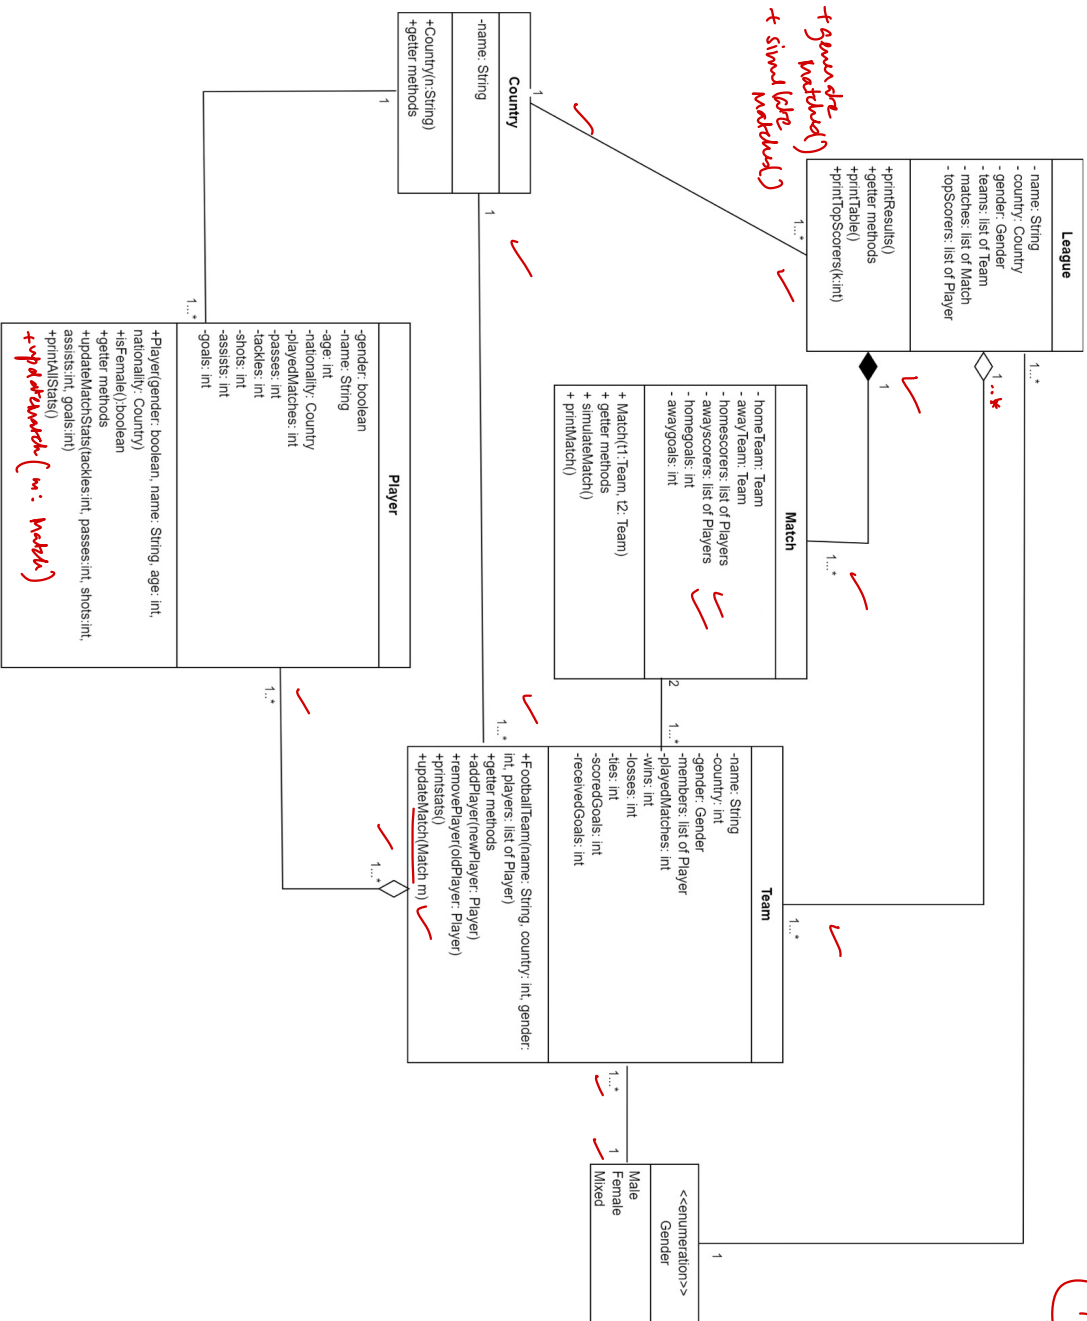 + generate
matched()
+ simulate
matched()
League
- name: String
- country: Country
- gender: Gender
- teams: list of Team
- matches: list of Match
- topScorers: list of Player
+printResults()
+getter methods
+printTable()
+printTopScorers(k:int)
1...*
1
1..*
1...*
Country
-name: String
+Country(n:String)
+getter methods
1
1
1
Match
- homeTeam: Team
- awayTeam: Team
- homescorers: list of Players
- awayscorers: list of Players
- homegoals: int
- awaygoals: int
+ Match(t1:Team, t2: Team)
+ getter methods
+ simulateMatch()
+ printMatch()
1...*
2
Player
-gender: boolean
-name: String
-age: int
-nationality: Country
-playedMatches: int
-passes: int
-tackles: int
-shots: int
-assists: int
-goals: int
+Player(gender: boolean, name: String, age: int,
nationality: Country)
+isFemale():boolean
+getter methods
+updateMatchStats(tackles:int, passes:int, shots:int,
assists:int, goals:int)
+printAllStats()
+updatematch(m: Match)
1...*
1..*
Team
-name: String
-country: int
-gender: Gender
-members: list of Player
-playedMatches: int
-wins: int
-losses: int
-ties: int
-scoredGoals: int
-receivedGoals: int
+FootballTeam(name: String, country: int, gender:
int, players: list of Player)
+getter methods
+addPlayer(newPlayer: Player)
+removePlayer(oldPlayer: Player)
+printstats()
+updateMatch(Match m)
1...*
1...*
1...*
1...*
1...*
<<enumeration>>
Gender
Male
Female
Mixed
1
1